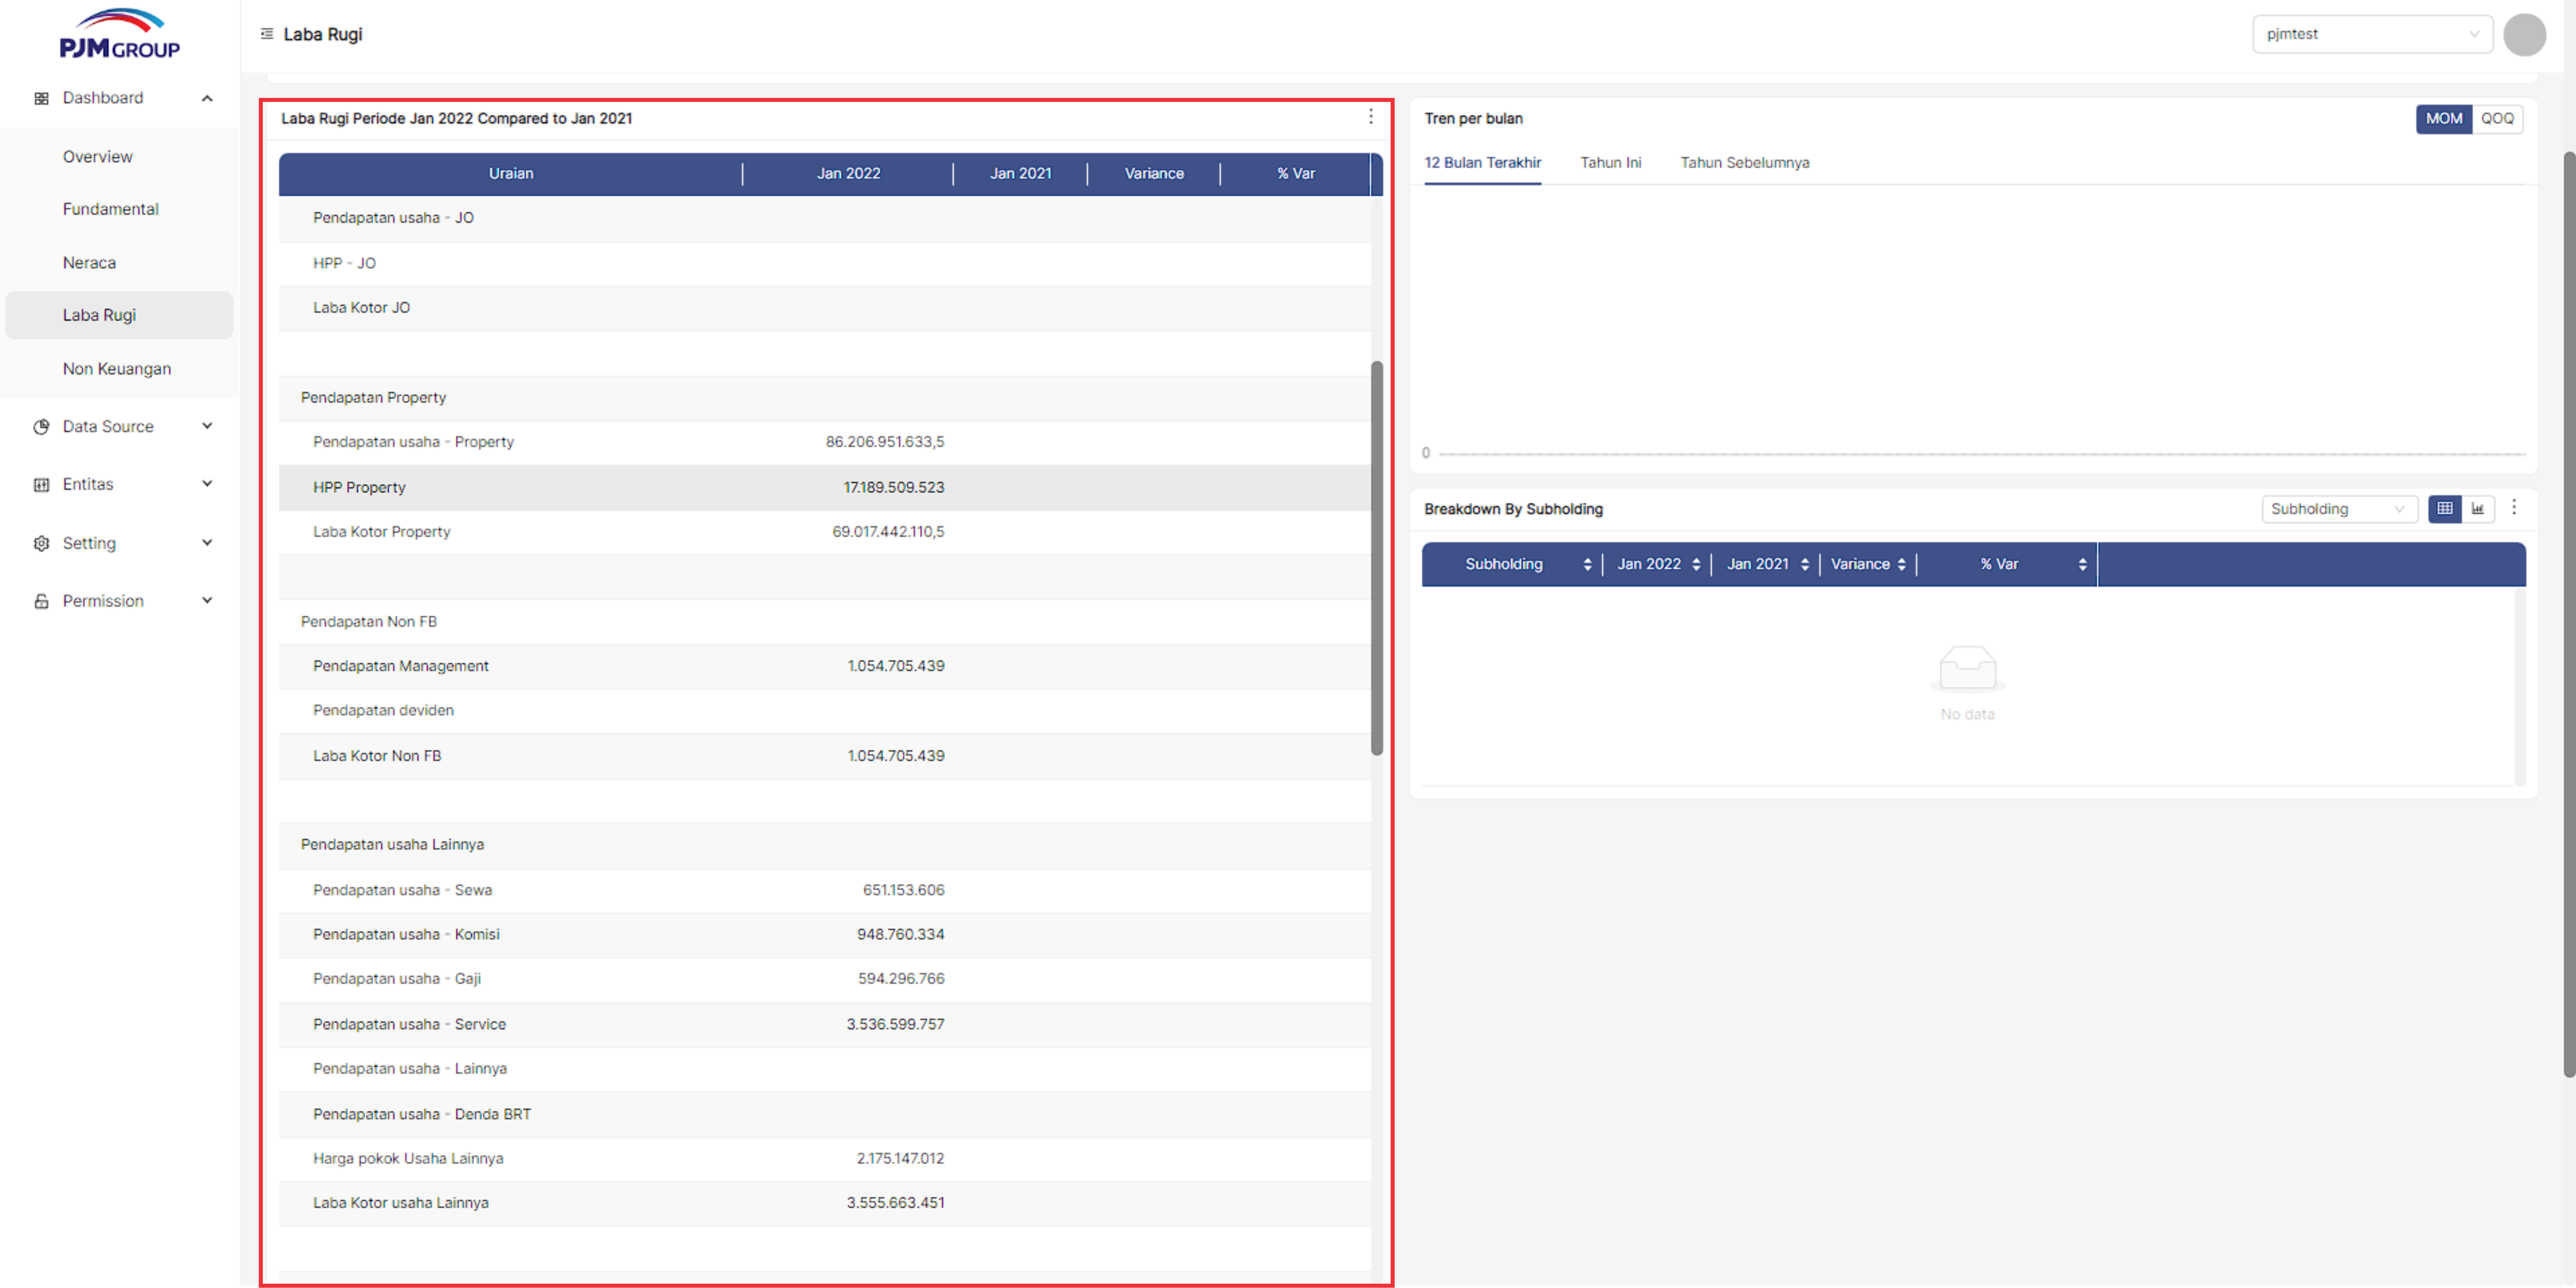 PJM GROUP
Dashboard
Overview
Fundamental
Neraca
Laba Rugi
Non Keuangan
Data Source
Entitas
Setting
Permission
Laba Rugi
pjmtest
Laba Rugi Periode Jan 2022 Compared to Jan 2021
Uraian Jan 2022 Jan 2021 Variance % Var
Pendapatan usaha - JO
HPP - JO
Laba Kotor JO
Pendapatan Property
Pendapatan usaha - Property 86.206.951.633,5
HPP Property 17.189.509.523
Laba Kotor Property 69.017.442.110,5
Pendapatan Non FB
Pendapatan Management 1.054.705.439
Pendapatan deviden
Laba Kotor Non FB 1.054.705.439
Pendapatan usaha Lainnya
Pendapatan usaha - Sewa 651.153.606
Pendapatan usaha - Komisi 948.760.334
Pendapatan usaha - Gaji 594.296.766
Pendapatan usaha - Service 3.536.599.757
Pendapatan usaha - Lainnya
Pendapatan usaha - Denda BRT
Harga pokok Usaha Lainnya 2.175.147.012
Laba Kotor usaha Lainnya 3.555.663.451
Tren per bulan
MOM QOQ
12 Bulan Terakhir Tahun Ini Tahun Sebelumnya
0
Breakdown By Subholding
Subholding
Subholding Jan 2022 Jan 2021 Variance % Var
No data